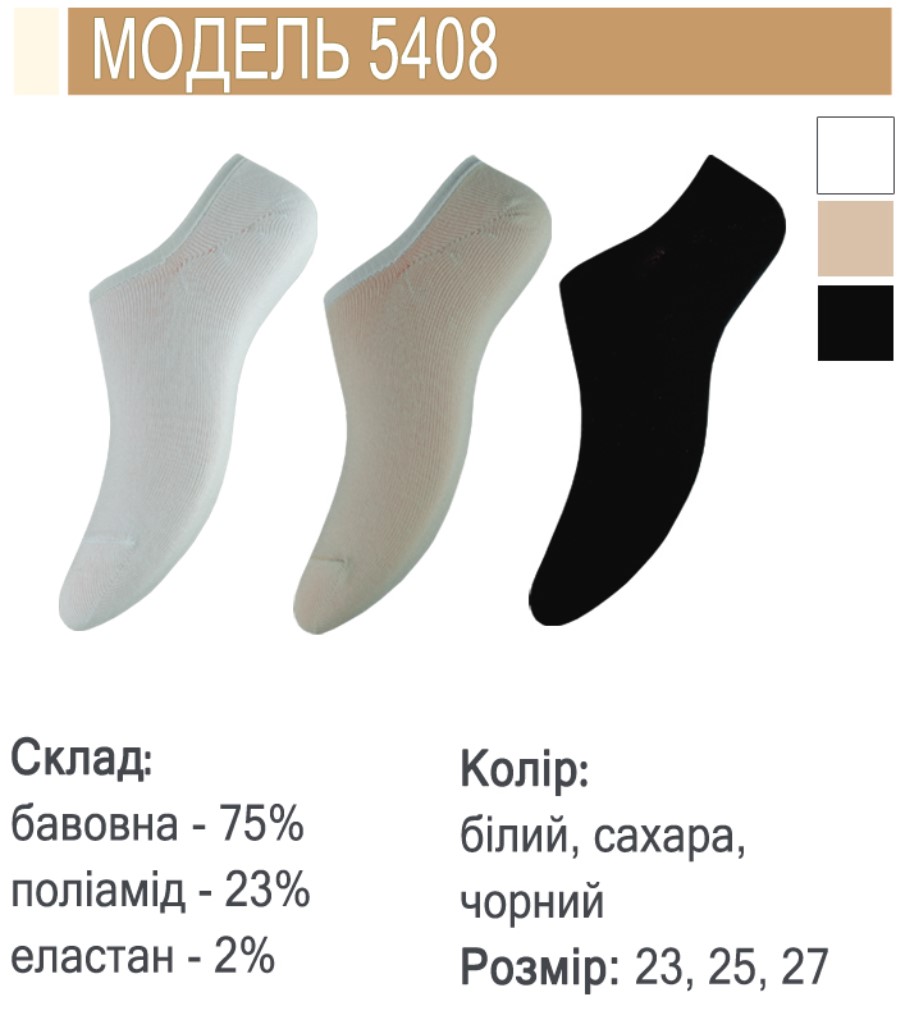 МОДЕЛЬ 5408
Склад:
бавовна - 75%
поліамід - 23%
еластан - 2%
Колір:
білий, сахара,
чорний
Розмір: 23, 25, 27